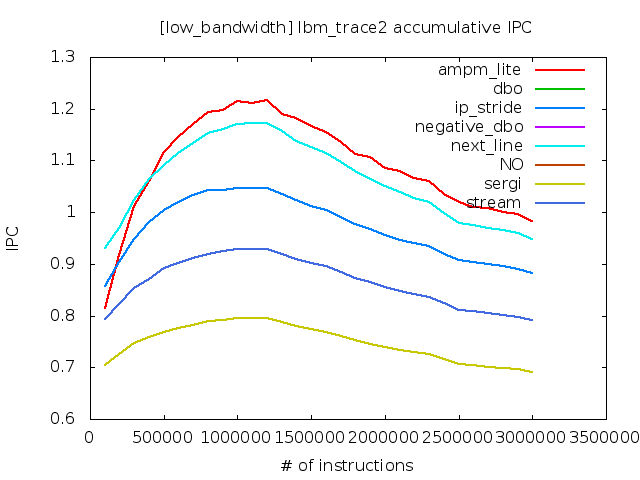 [low_bandwidth] lbm_trace2 accumulative IPC
1.3
1.2
1.1
1
0.9
0.8
0.7
0.6
IPC
ampm_lite
dbo
ip_stride
negative_dbo
next_line
NO
sergi
stream
0 500000 1000000 1500000 2000000 2500000 3000000 3500000
# of instructions